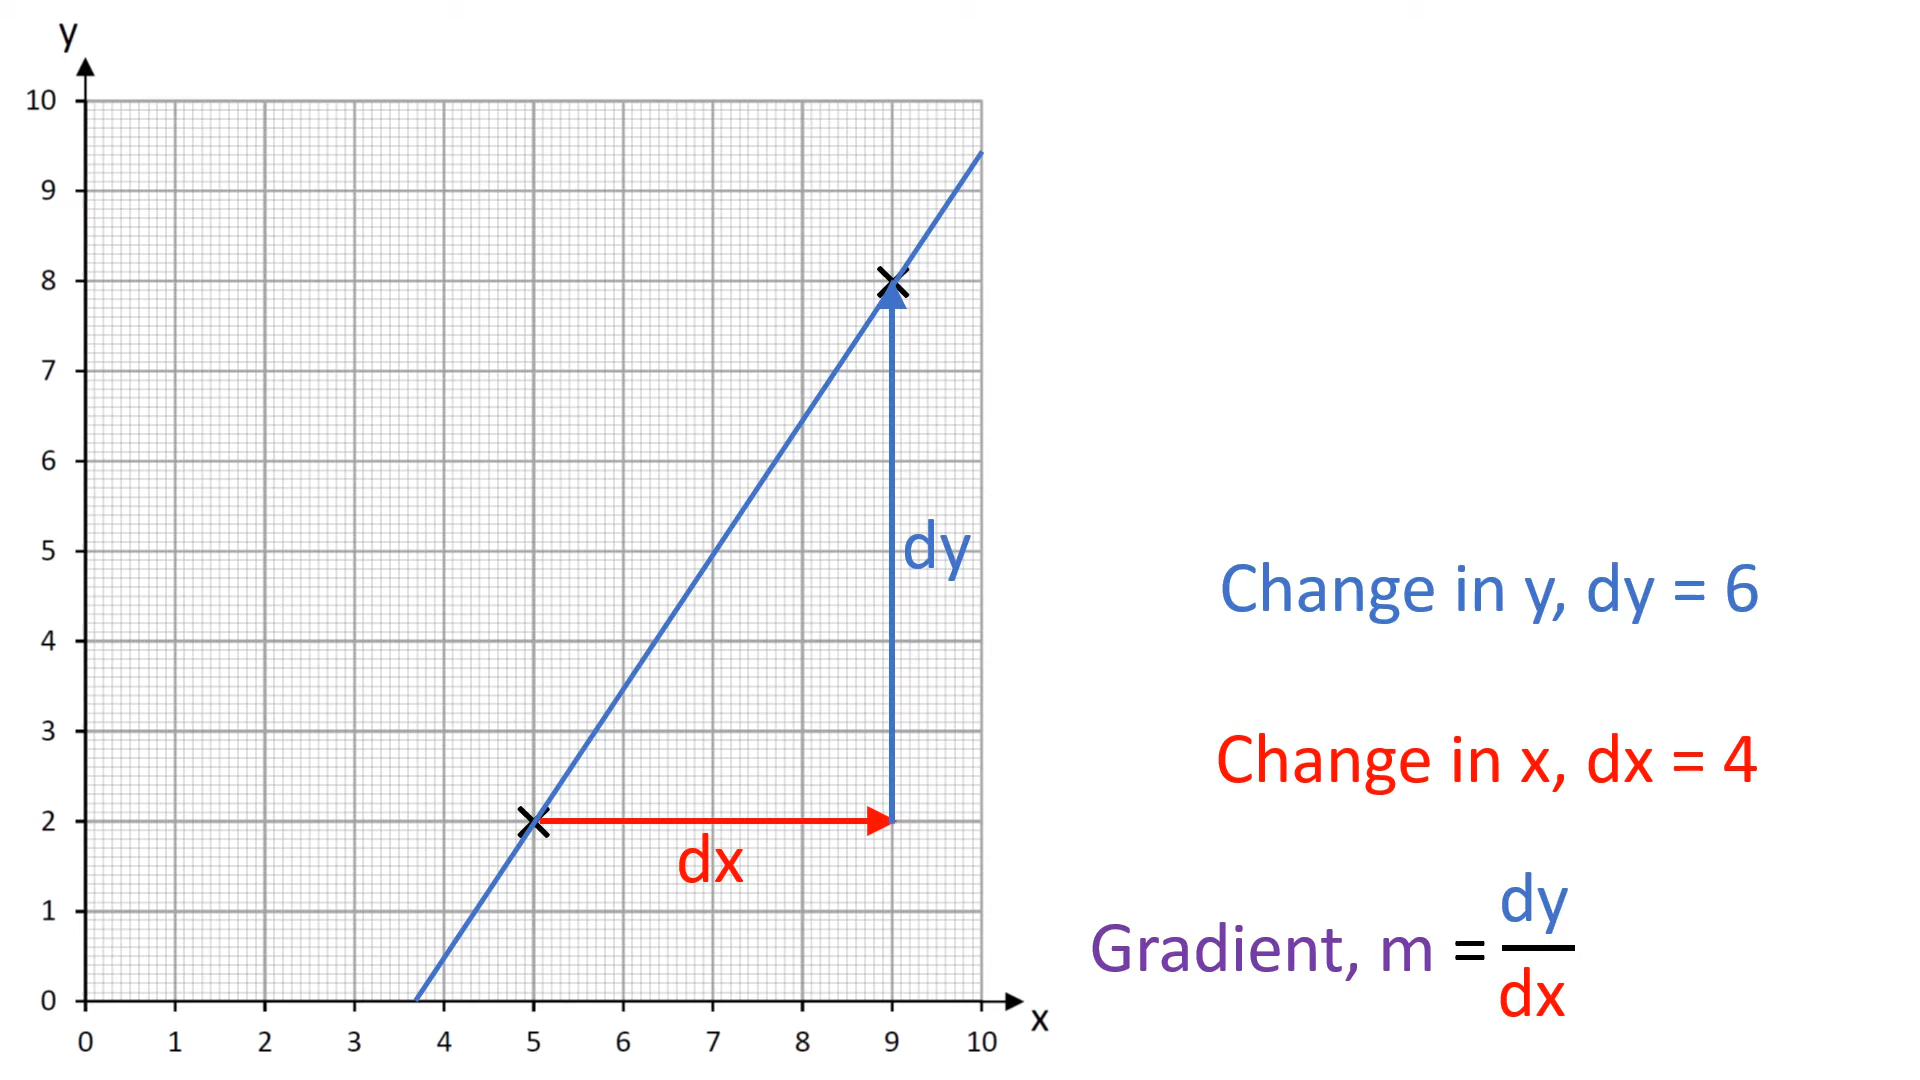 y
10
9
8
7
6
5
4
3
2
1
0
0 1 2 3 4 5 6 7 8 9 10
x
dy
dx
Change in y, dy = 6
Change in x, dx = 4
Gradient, m = dy
dx